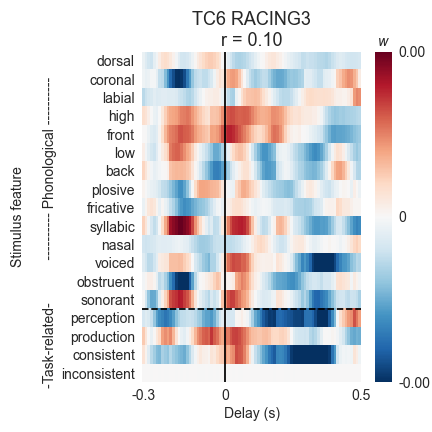 TC6 RACING3
r = 0.10
w
dorsal
coronal
labial
high
front
low
back
plosive
fricative
syllabic
nasal
voiced
obstruent
sonorant
perception
production
consistent
inconsistent
Stimulus feature
-Task-related- ----------- Phonological ----------
0.00
0
-0.00
-0.3
0
0.5
Delay (s)